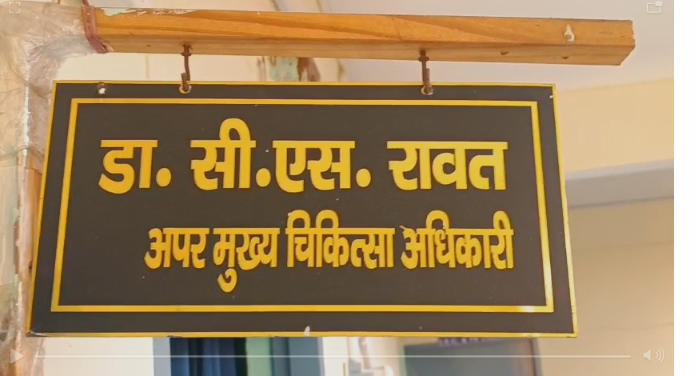 डा. सी.एस. रावत
अपर मुख्य चिकित्सा अधिकारी